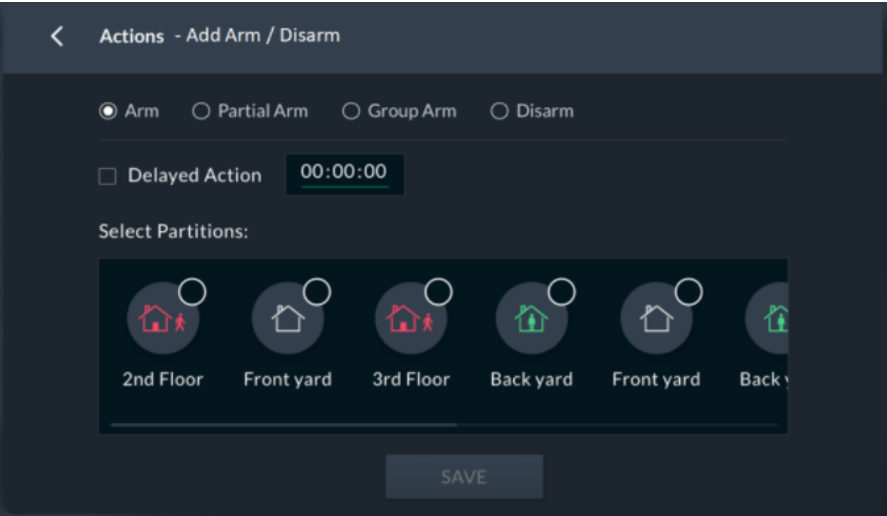 Actions - Add Arm / Disarm
Arm Partial Arm Group Arm Disarm
Delayed Action 00:00:00
Select Partitions:
2nd Floor Front yard 3rd Floor Back yard Front yard Back
SAVE